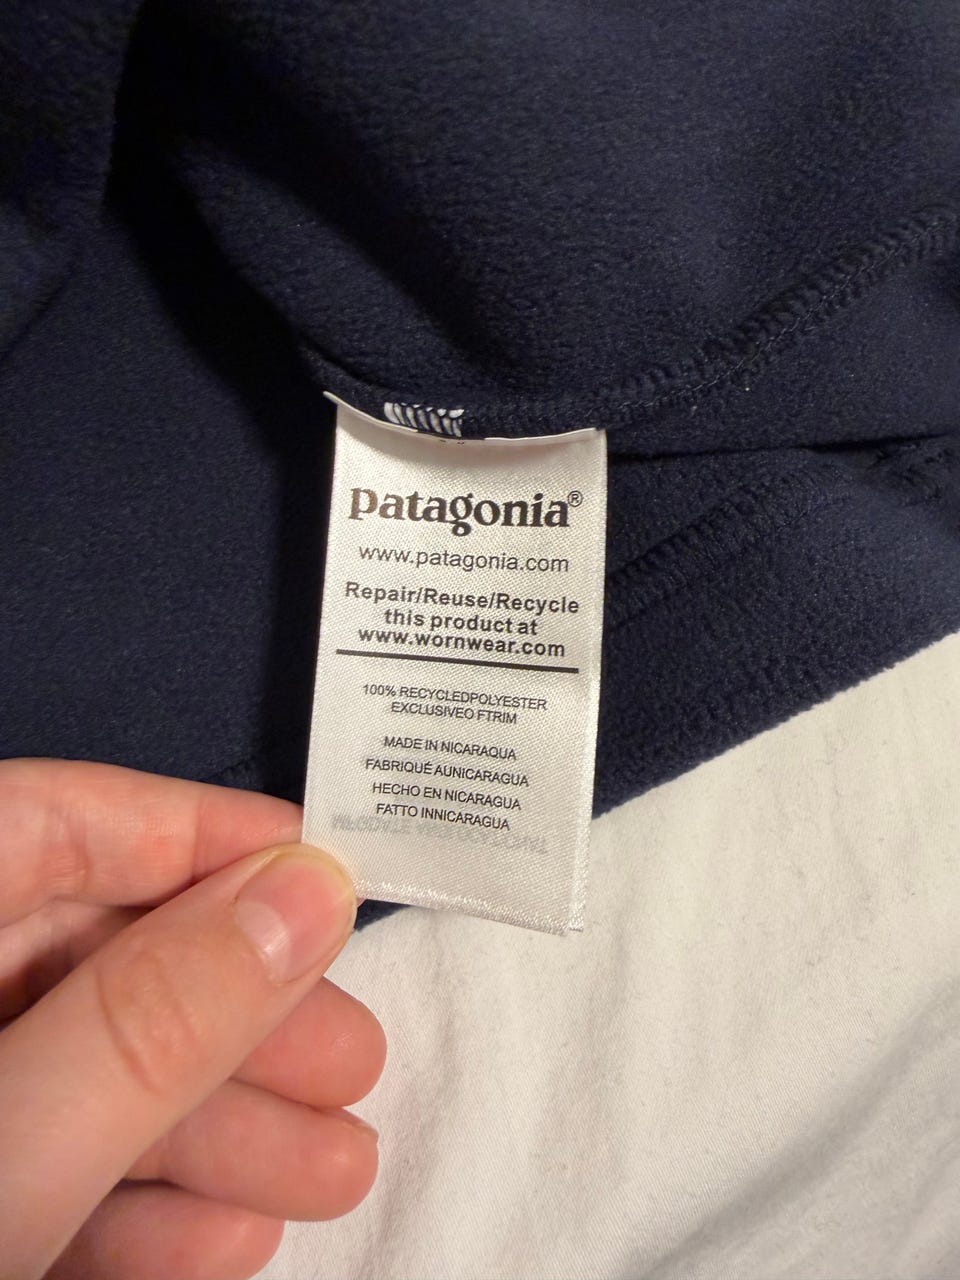 patagonia®
www.patagonia.com
Repair/Reuse/Recycle
this product at
www.wornwear.com
100% RECYCLEDPOLYESTER
EXCLUSIVEO FTRIM
MADE IN NICARAQUA
FABRIQUÉ AUNICARAGUA
HECHO EN NICARAGUA
FATTO INNICARAGUA